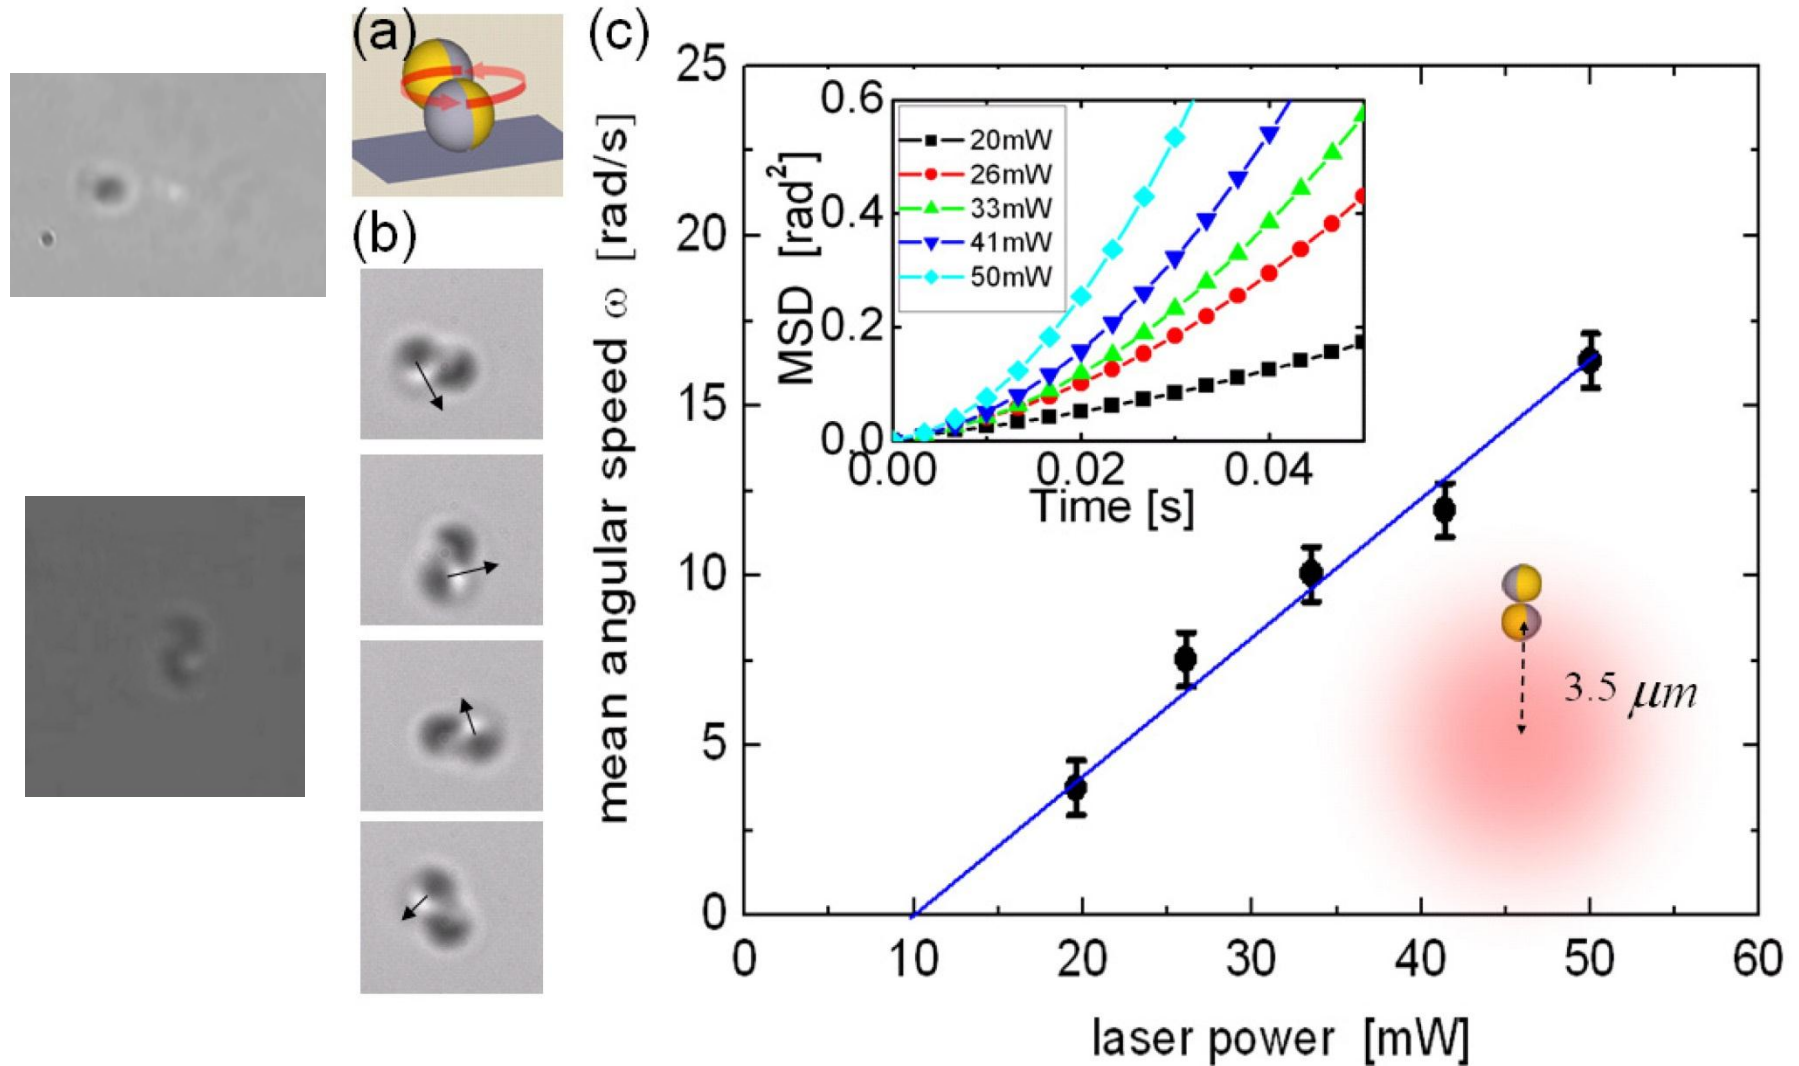 (a)
(b)
(c)
mean angular speed ω [rad/s]
25
20
15
10
5
0
0 10 20 30 40 50 60
laser power [mW]
MSD [rad²]
0.6
0.4
0.2
0.0
0.00 0.02 0.04
Time [s]
20mW
26mW
33mW
41mW
50mW
3.5 μm